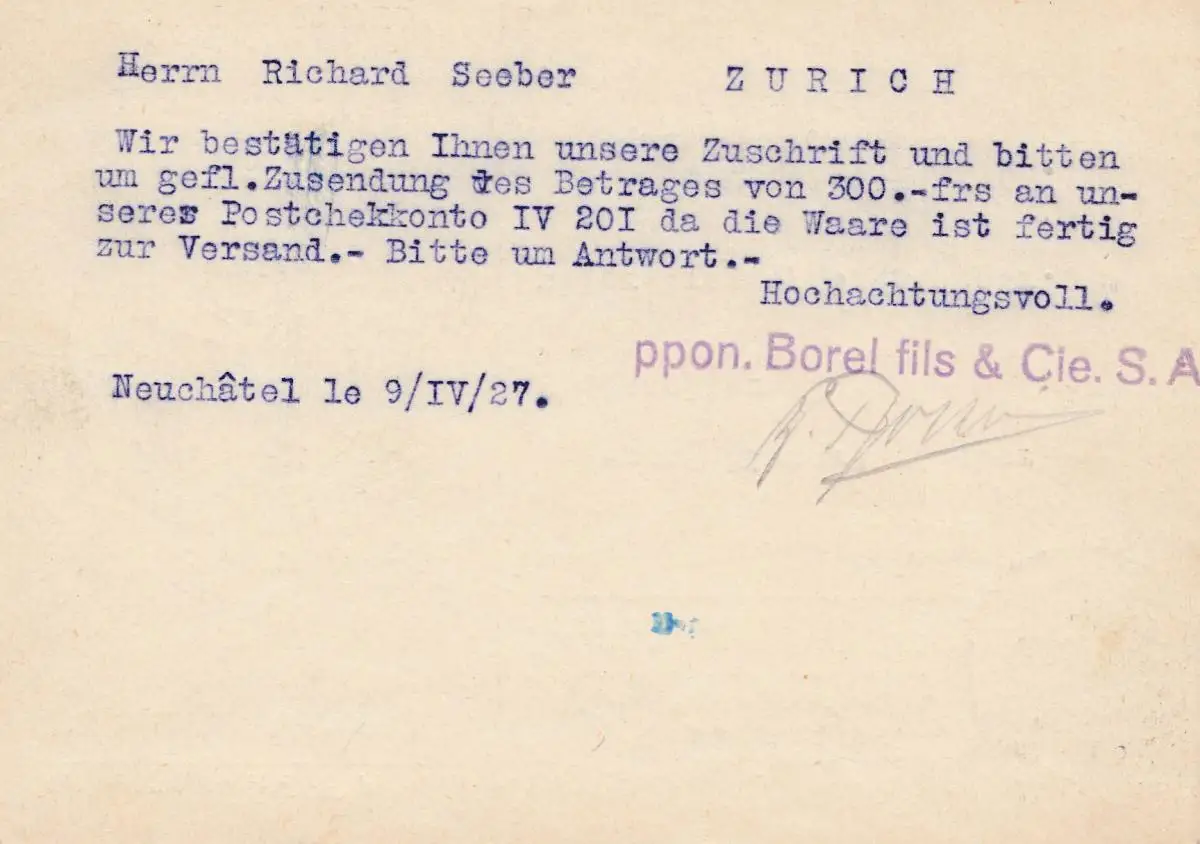 Herrn Richard Seeber Z U R I C H
Wir bestätigen Ihnen unsere Zuschrift und bitten
um gefl.Zusendung des Betrages von 300.-frs an un-
seres Postchekkonto IV 20I da die Waare ist fertig
zur Versand.- Bitte um Antwort.-
Hochachtungsvoll.
ppon. Borel fils & Cie. S. A
Neuchâtel le 9/IV/27.